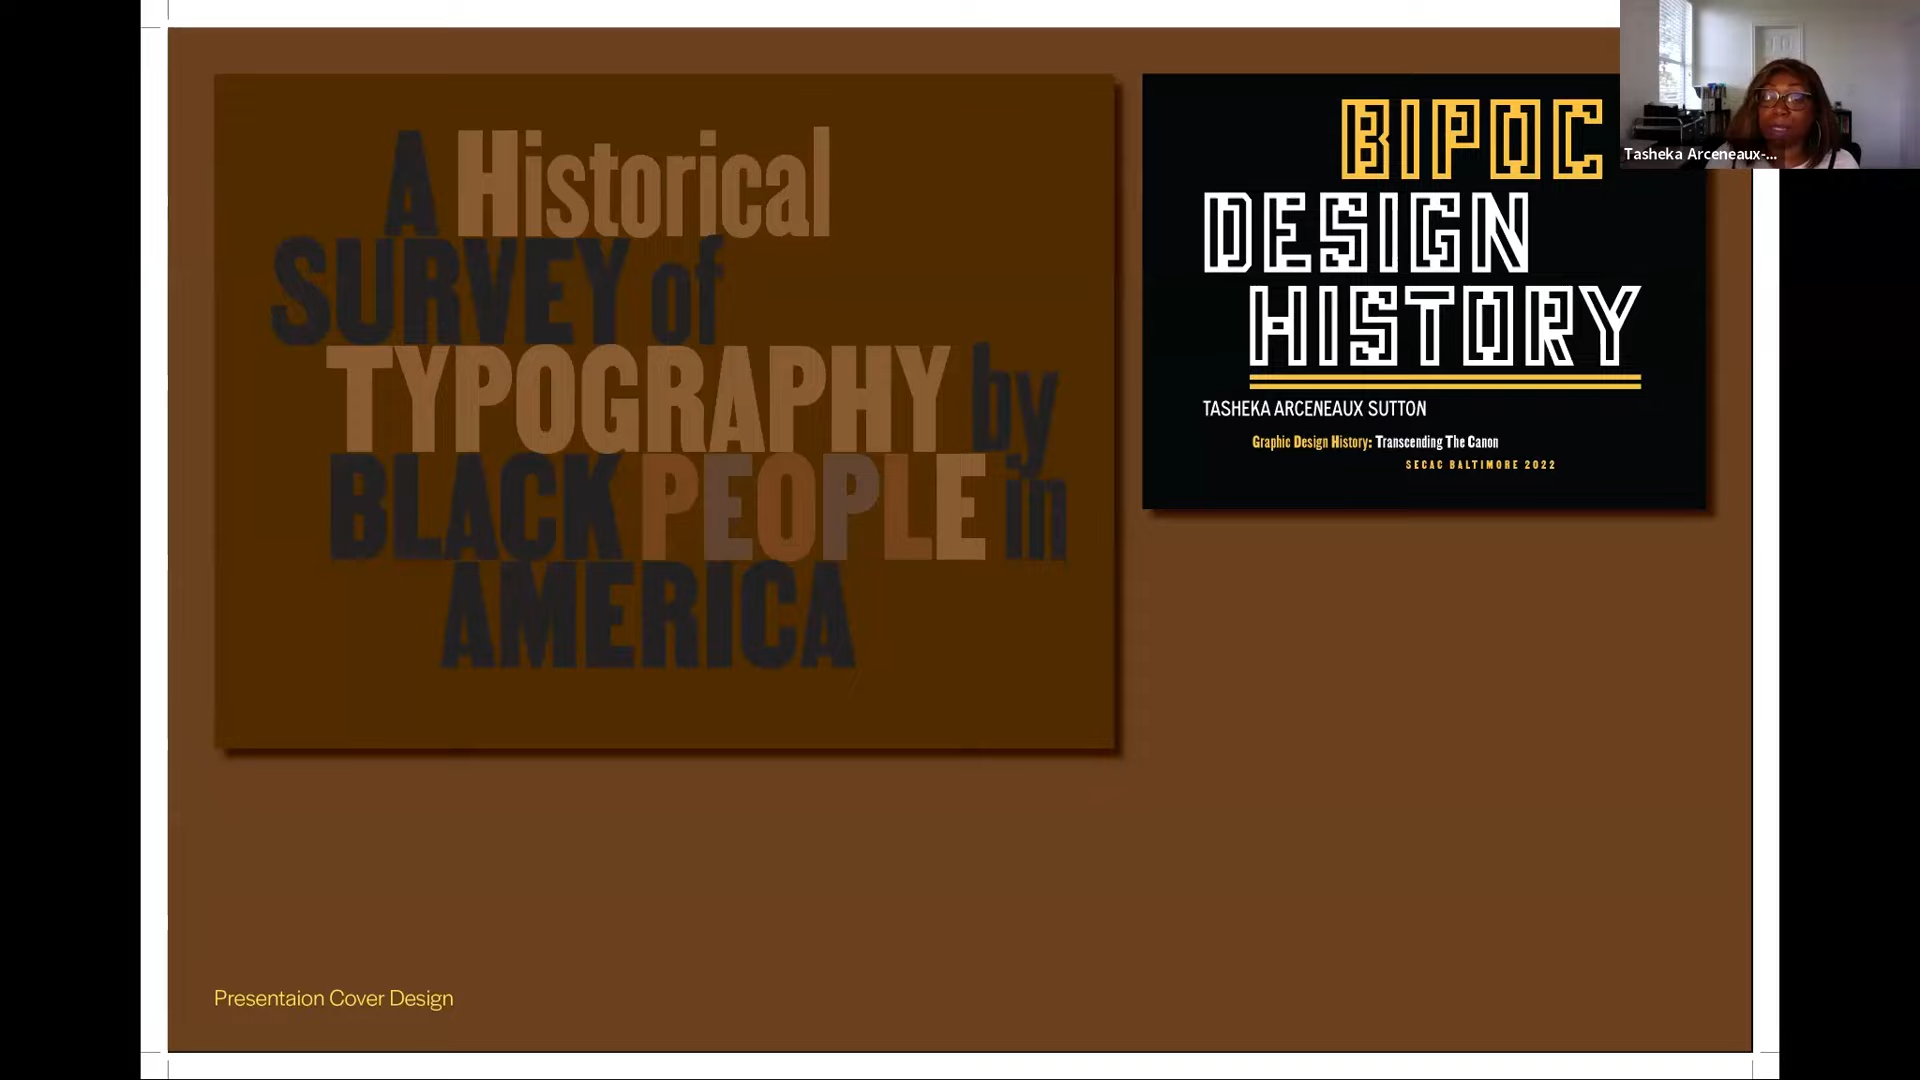 A Historical
SURVEY of
TYPOGRAPHY by
BLACK PEOPLE in
AMERICA
BIPOC
DESIGN
HISTORY
TASHEKA ARCENEAUX SUTTON
Graphic Design History: Transcending The Canon
SECAC BALTIMORE 2022
Tasheka Arceneaux-...
Presentaion Cover Design